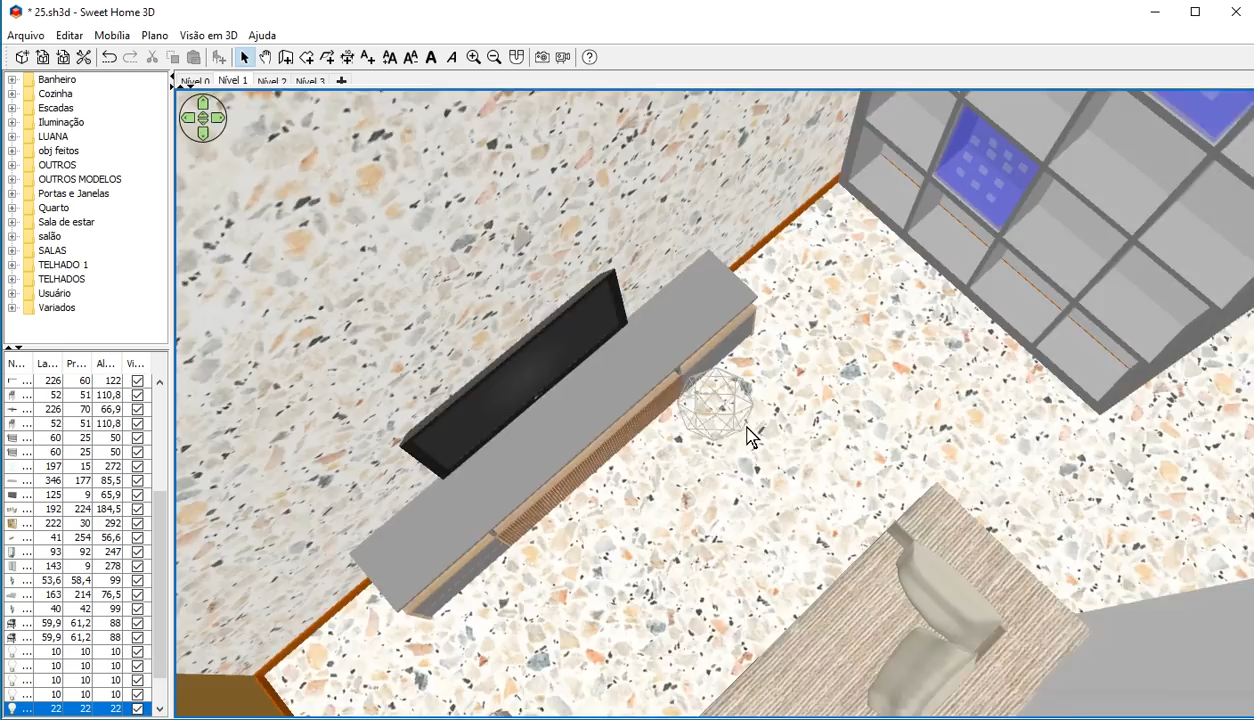 * 25.sh3d - Sweet Home 3D
Arquivo Editar Mobília Plano Visão em 3D Ajuda
Nível 0 Nível 1 Nível 2 Nível 3
Banheiro
Cozinha
Escadas
Iluminação
LUANA
obj feitos
OUTROS
OUTROS MODELOS
Portas e Janelas
Quarto
Sala de estar
salão
SALAS
TELHADO 1
TELHADOS
Usuário
Variados
N... La... Pr... Al... Vi...
... 226 60 122
... 52 51 110,8
... 226 70 66,9
... 52 51 110,8
... 60 25 50
... 60 25 50
... 197 15 272
... 346 177 85,5
... 125 9 65,9
... 192 224 184,5
... 222 30 292
... 41 254 56,6
... 93 92 247
... 143 9 278
... 53,6 58,4 99
... 163 214 76,5
... 40 42 99
... 59,9 61,2 88
... 59,9 61,2 88
... 10 10 10
... 10 10 10
... 10 10 10
... 10 10 10
... 22 22 22